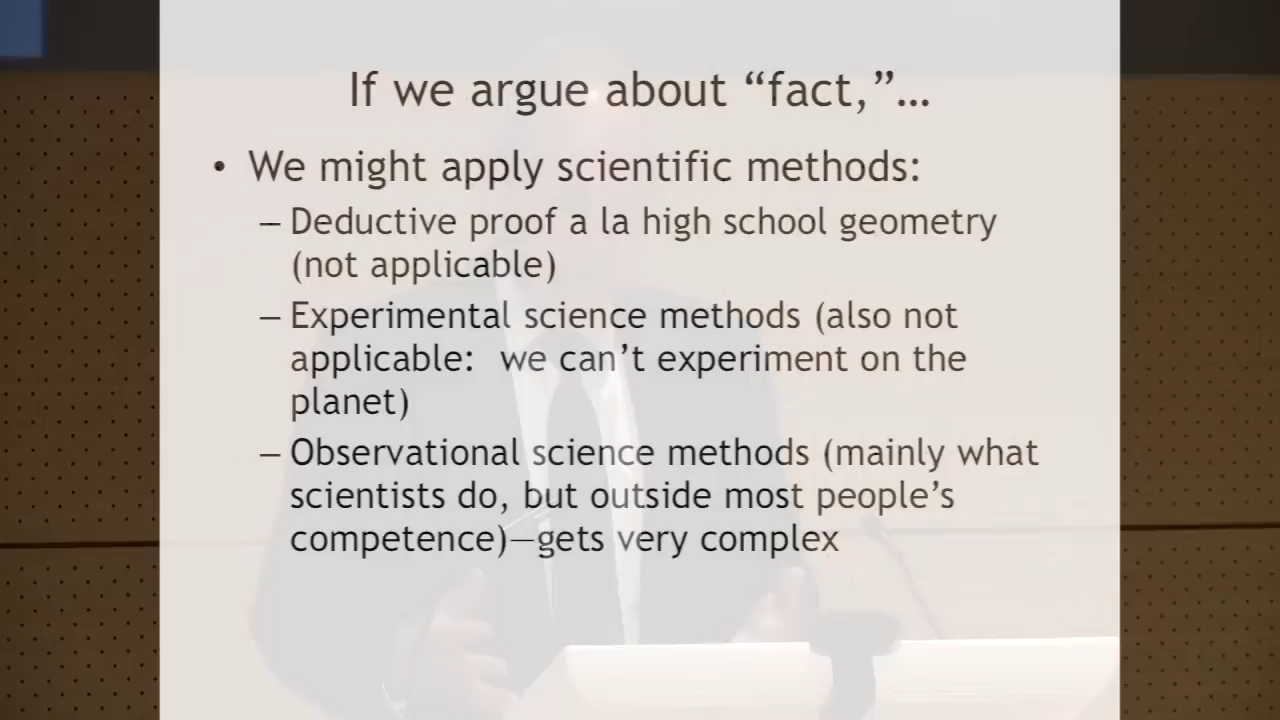 If we argue about “fact,”…
• We might apply scientific methods:
– Deductive proof a la high school geometry
(not applicable)
– Experimental science methods (also not
applicable:  we can’t experiment on the
planet)
– Observational science methods (mainly what
scientists do, but outside most people’s
competence)—gets very complex